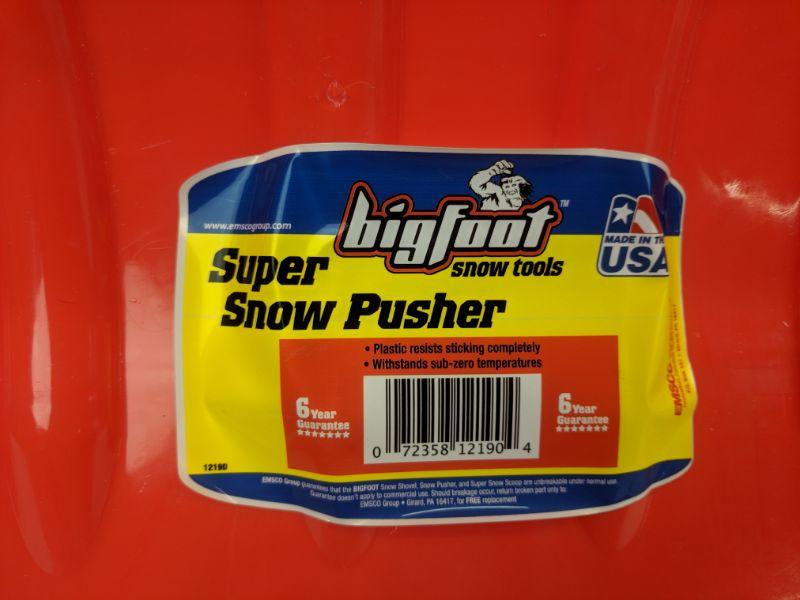 www.emscogroup.com
bigfoot™
snow tools
MADE IN TH
USA
Super
Snow Pusher
• Plastic resists sticking completely
• Withstands sub-zero temperatures
6 Year
Guarantee
6 Year
Guarantee
0 72358 12190 4
12190
EMSCO
EMSCO Group guarantees that the BIGFOOT Snow Shovel, Snow Pusher, and Super Snow Scoop are unbreakable under normal use.
Guarantee doesn't apply to commercial use. Should breakage occur, return broken part only to:
EMSCO Group • Girard, PA 16417, for FREE replacement